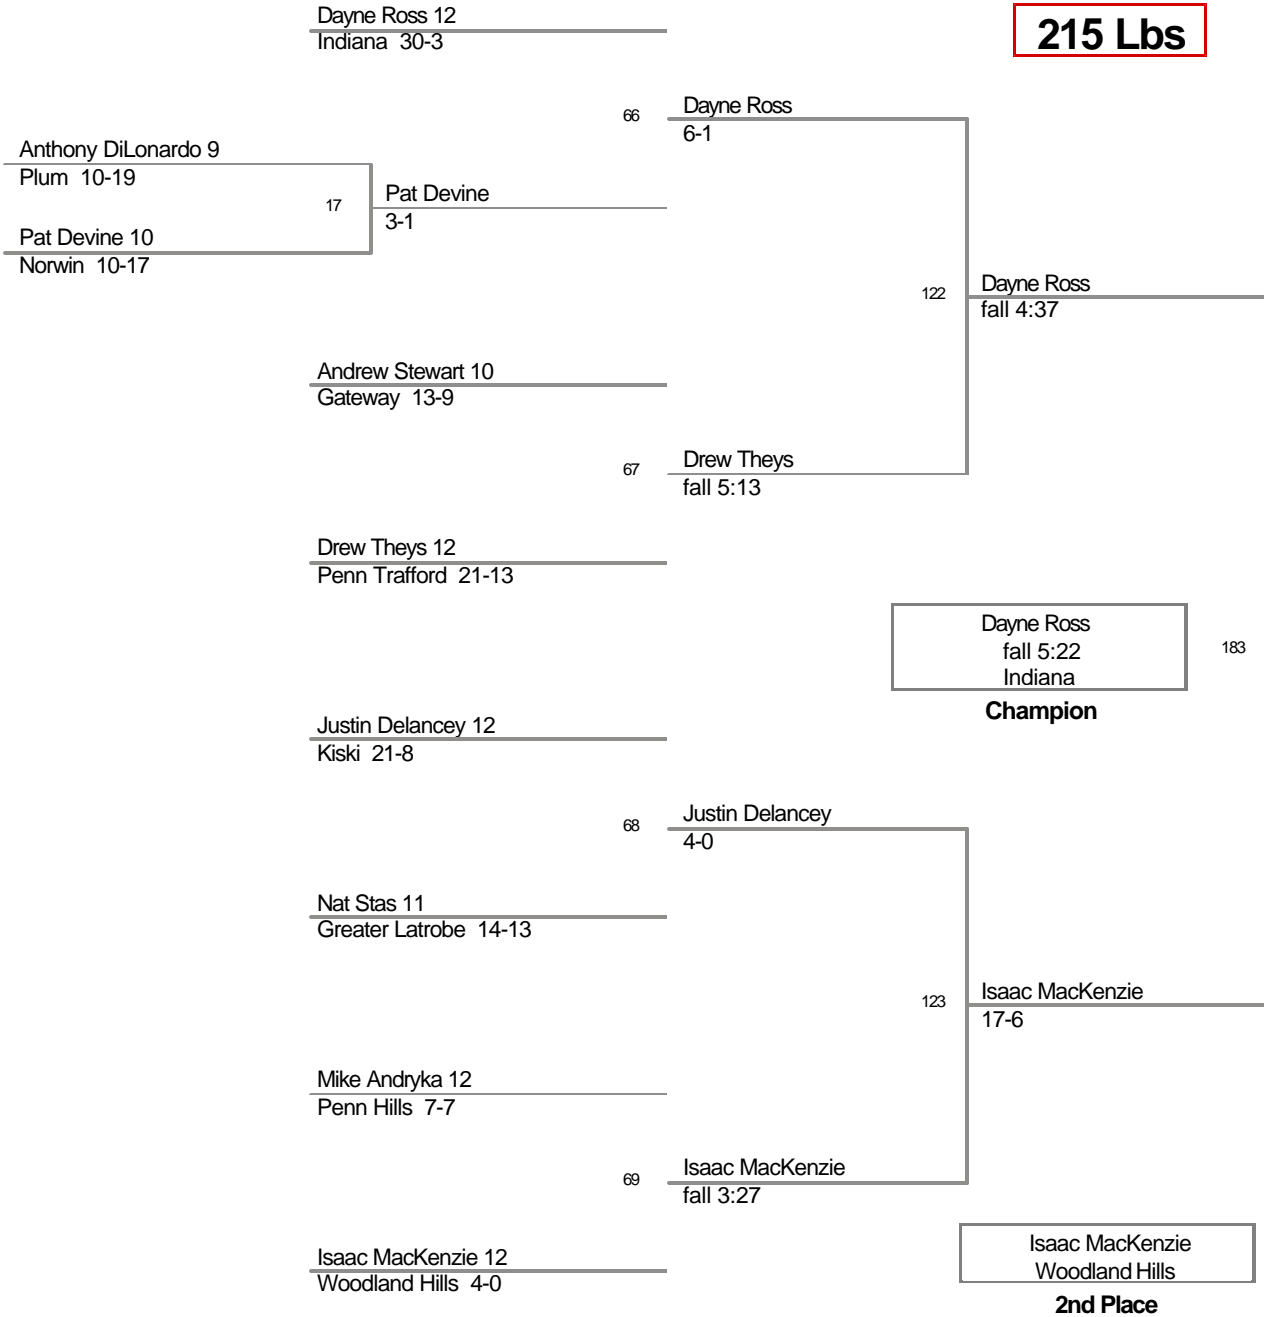 Dayne Ross 12
Indiana 30-3
215 Lbs
66
Dayne Ross
6-1
Anthony DiLonardo 9
Plum 10-19
17
Pat Devine
3-1
Pat Devine 10
Norwin 10-17
122
Dayne Ross
fall 4:37
Andrew Stewart 10
Gateway 13-9
67
Drew Theys
fall 5:13
Drew Theys 12
Penn Trafford 21-13
Dayne Ross
fall 5:22
Indiana
183
Champion
Justin Delancey 12
Kiski 21-8
68
Justin Delancey
4-0
Nat Stas 11
Greater Latrobe 14-13
123
Isaac MacKenzie
17-6
Mike Andryka 12
Penn Hills 7-7
69
Isaac MacKenzie
fall 3:27
Isaac MacKenzie 12
Woodland Hills 4-0
Isaac MacKenzie
Woodland Hills
2nd Place